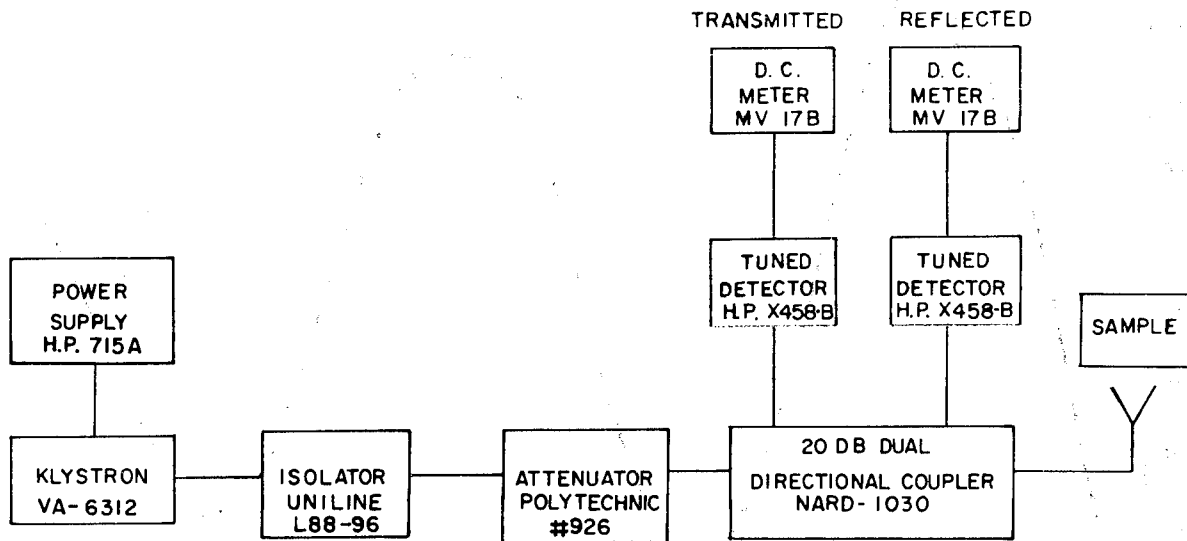 TRANSMITTED
REFLECTED
D. C.
METER
MV 17B
D. C.
METER
MV 17B
TUNED
DETECTOR
H.P. X458-B
TUNED
DETECTOR
H.P. X458-B
POWER
SUPPLY
H.P. 715A
SAMPLE
KLYSTRON
VA-6312
ISOLATOR
UNILINE
L88-96
ATTENUATOR
POLYTECHNIC
#926
20 DB DUAL
DIRECTIONAL COUPLER
NARD-1030